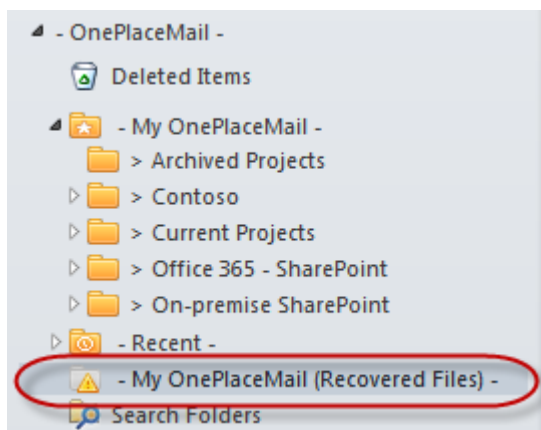 - OnePlaceMail -
Deleted Items
- My OnePlaceMail -
> Archived Projects
> Contoso
> Current Projects
> Office 365 - SharePoint
> On-premise SharePoint
- Recent -
- My OnePlaceMail (Recovered Files) -
Search Folders